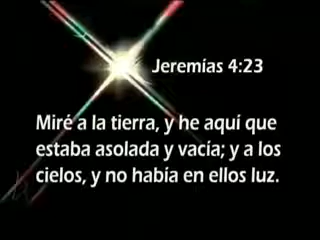 Jeremías 4:23
Miré a la tierra, y he aquí que
estaba asolada y vacía; y a los
cielos, y no había en ellos luz.